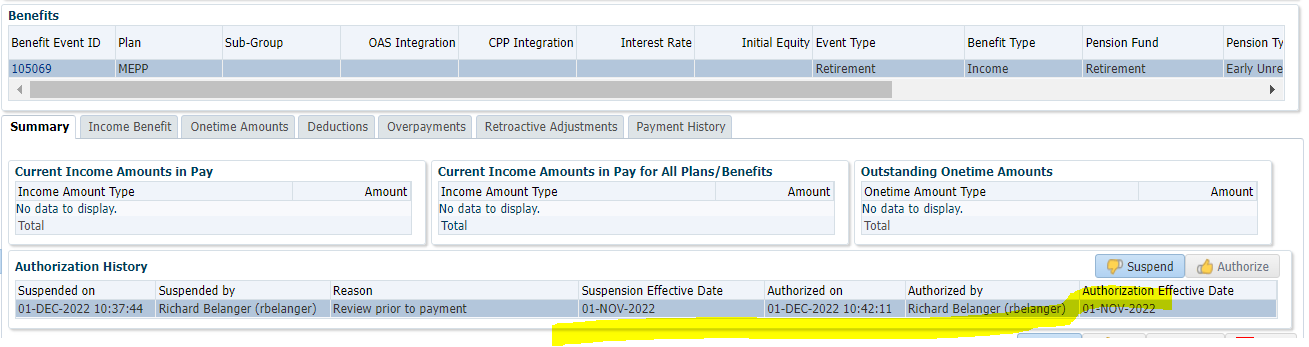 Benefits
Benefit Event ID Plan Sub-Group OAS Integration CPP Integration Interest Rate Initial Equity Event Type Benefit Type Pension Fund Pension Ty
105069 MEPP Retirement Income Retirement Early Unre
Summary Income Benefit Onetime Amounts Deductions Overpayments Retroactive Adjustments Payment History
Current Income Amounts in Pay Current Income Amounts in Pay for All Plans/Benefits Outstanding Onetime Amounts
Income Amount Type Amount Income Amount Type Amount Onetime Amount Type Amount
No data to display. No data to display. No data to display.
Total Total Total
Authorization History Suspend Authorize
Suspended on Suspended by Reason Suspension Effective Date Authorized on Authorized by Authorization Effective Date
01-DEC-2022 10:37:44 Richard Belanger (rbelanger) Review prior to payment 01-NOV-2022 01-DEC-2022 10:42:11 Richard Belanger (rbelanger) 01-NOV-2022